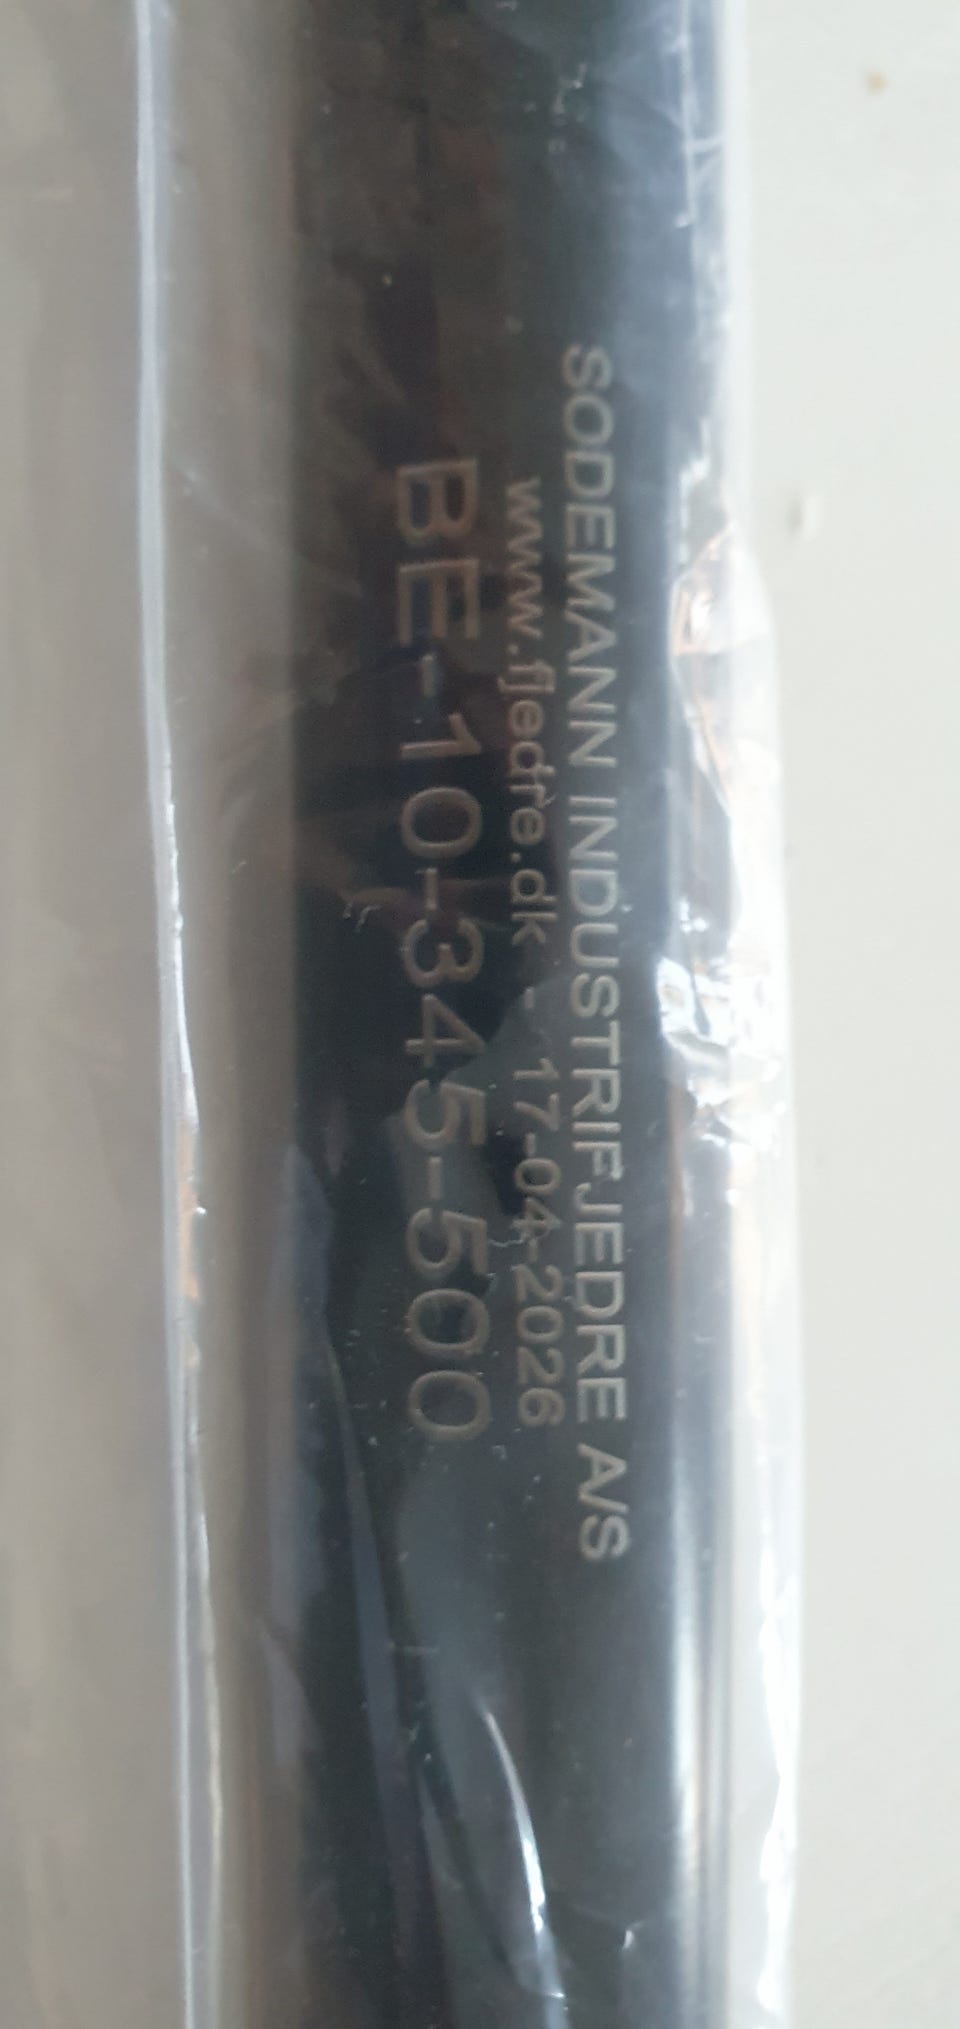 SODEMANN INDUSTRIFJEDRE A/S
www.fjedre.dk - 17-04-2026
BE-10-345-500